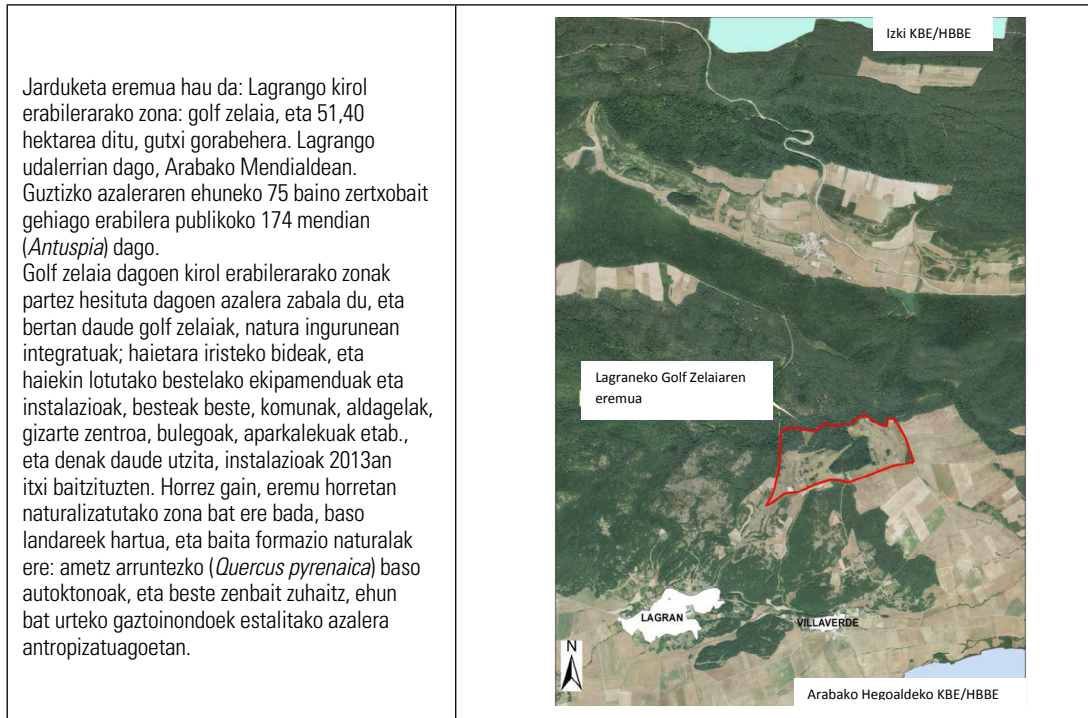 Jarduketa eremua hau da: Lagrango kirol
erabilerarako zona: golf zelaia, eta 51,40
hektarea ditu, gutxi gorabehera. Lagrango
udalerrian dago, Arabako Mendialdean.
Guztizko azaleraren ehuneko 75 baino zertxobait
gehiago erabilera publikoko 174 mendian
(Antuspia) dago.
Golf zelaia dagoen kirol erabilerarako zonak
partez hesituta dagoen azalera zabala du, eta
bertan daude golf zelaiak, natura ingurunean
integratuak; haietara iristeko bideak, eta
haiekin lotutako bestelako ekipamenduak eta
instalazioak, besteak beste, komunak, aldagelak,
gizarte zentroa, bulegoak, aparkalekuak etab.,
eta denak daude utzita, instalazioak 2013an
itxi baitzituzten. Horrez gain, eremu horretan
naturalizatutako zona bat ere bada, baso
landareek hartua, eta baita formazio naturalak
ere: ametz arruntezko (Quercus pyrenaica) baso
autoktonoak, eta beste zenbait zuhaitz, ehun
bat urteko gaztoinondoek estalitako azalera
antropizatuagoetan.
Izki KBE/HBBE
Lagraneko Golf Zelaiaren
eremua
LAGRAN
VILLAVERDE
N
Arabako Hegoaldeko KBE/HBBE